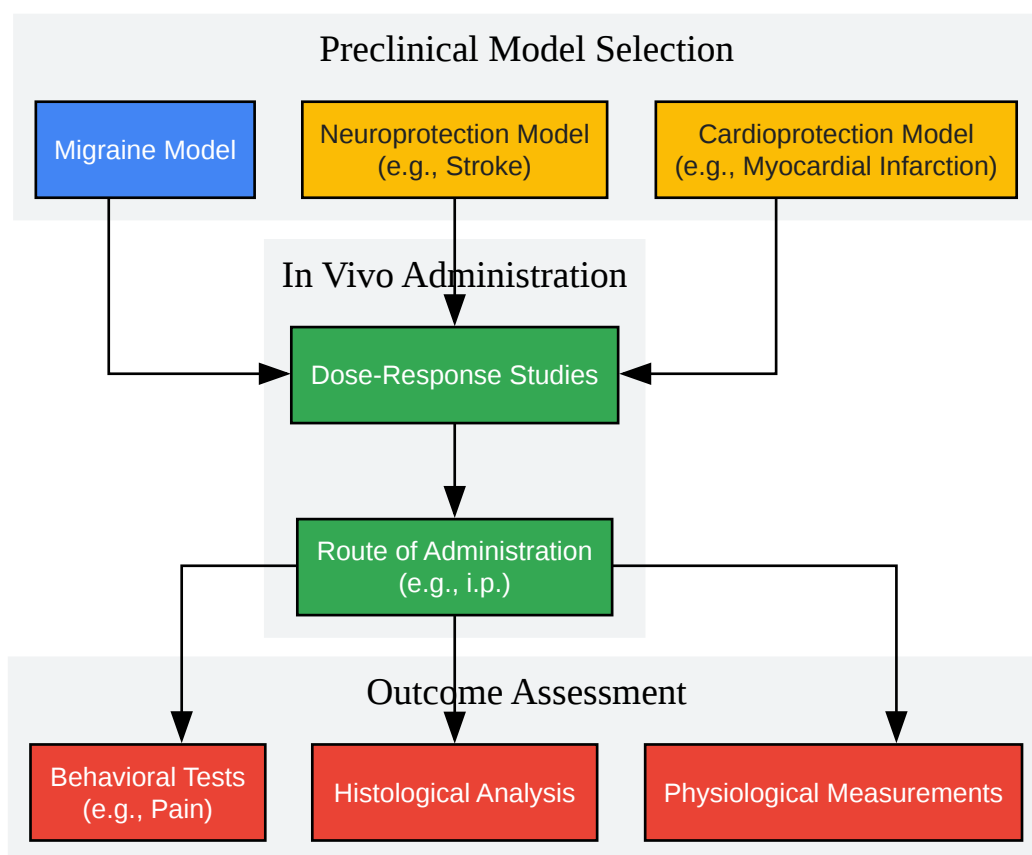 Preclinical Model Selection
Migraine Model
Neuroprotection Model
(e.g., Stroke)
Cardioprotection Model
(e.g., Myocardial Infarction)
In Vivo Administration
Dose-Response Studies
Route of Administration
(e.g., i.p.)
Outcome Assessment
Behavioral Tests
(e.g., Pain)
Histological Analysis
Physiological Measurements